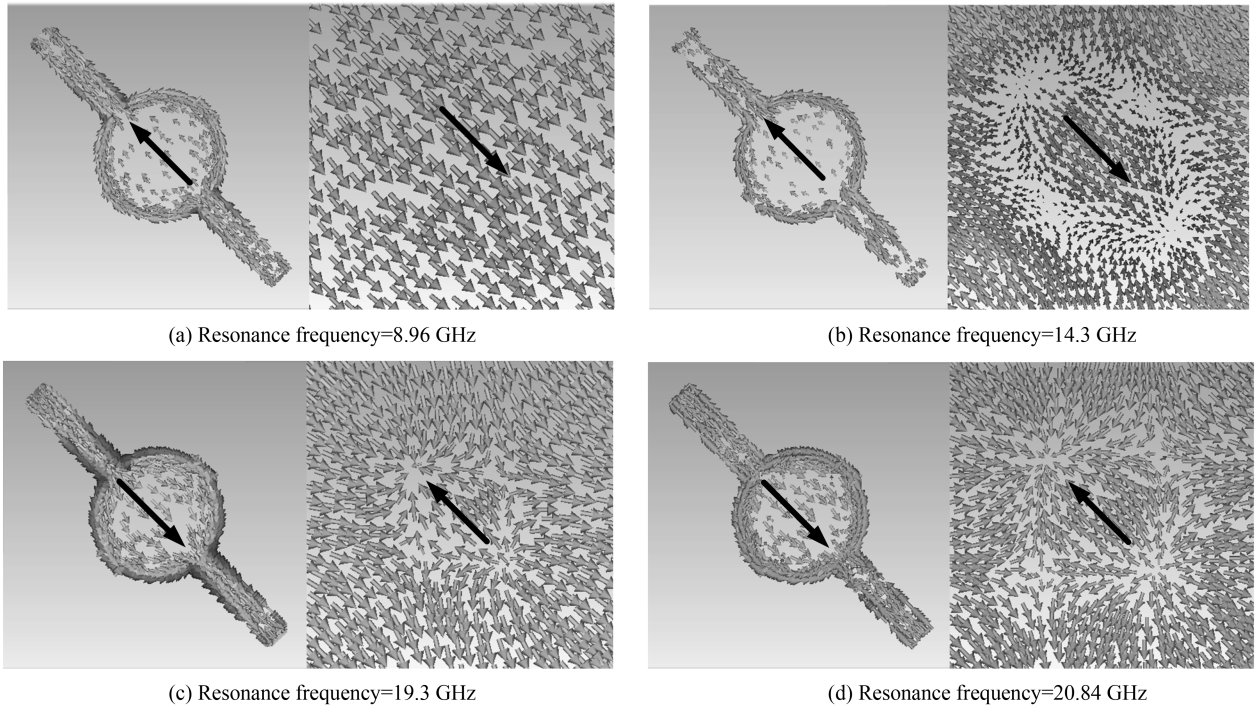 (a) Resonance frequency=8.96 GHz
(b) Resonance frequency=14.3 GHz
(c) Resonance frequency=19.3 GHz
(d) Resonance frequency=20.84 GHz